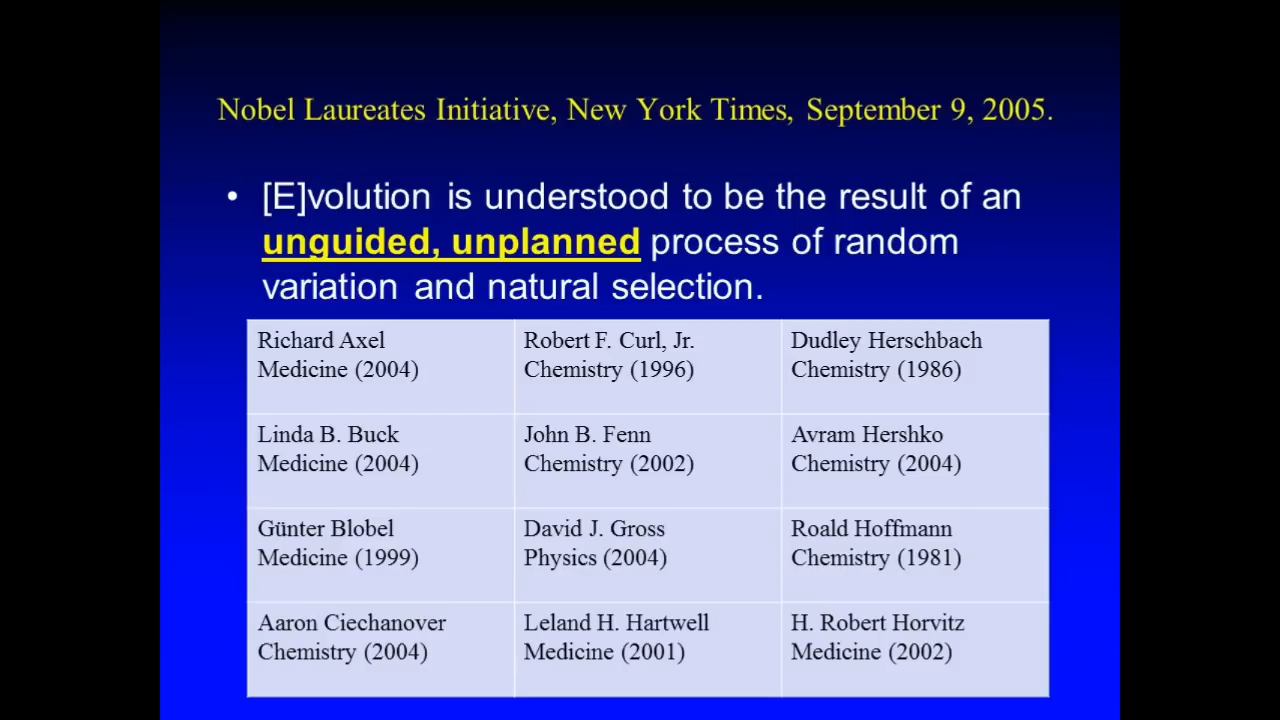 Nobel Laureates Initiative, New York Times, September 9, 2005.
• [E]volution is understood to be the result of an
unguided, unplanned process of random
variation and natural selection.
Richard Axel
Medicine (2004)
Robert F. Curl, Jr.
Chemistry (1996)
Dudley Herschbach
Chemistry (1986)
Linda B. Buck
Medicine (2004)
John B. Fenn
Chemistry (2002)
Avram Hershko
Chemistry (2004)
Günter Blobel
Medicine (1999)
David J. Gross
Physics (2004)
Roald Hoffmann
Chemistry (1981)
Aaron Ciechanover
Chemistry (2004)
Leland H. Hartwell
Medicine (2001)
H. Robert Horvitz
Medicine (2002)